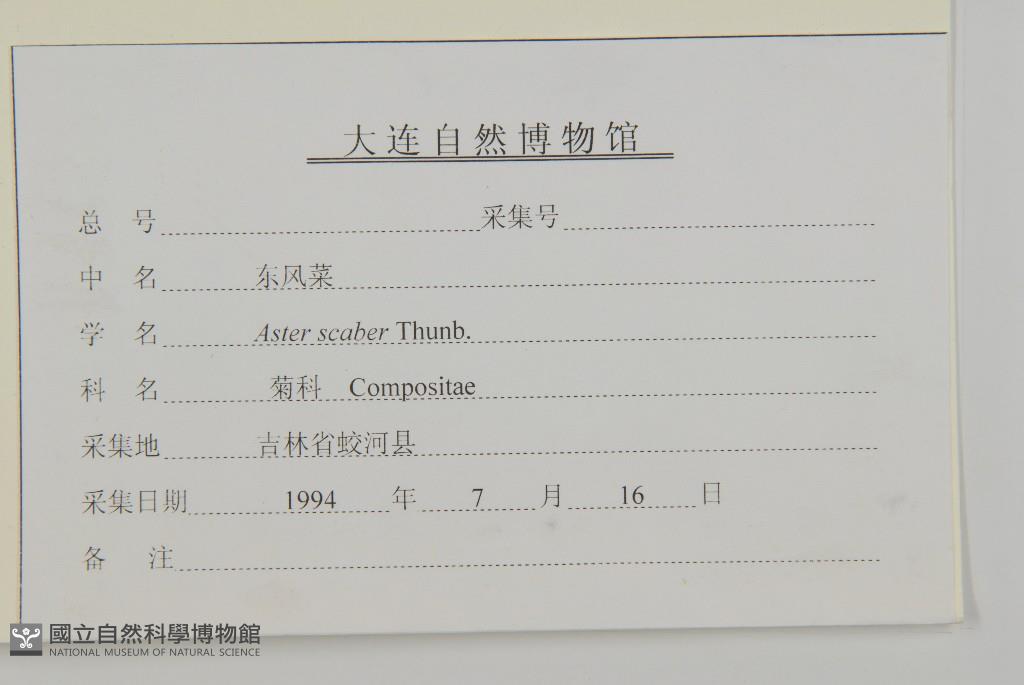 大连自然博物馆
总 号 采集号
中 名 东风菜
学 名 Aster scaber Thunb.
科 名 菊科 Compositae
采集地 吉林省蛟河县
采集日期 1994 年 7 月 16 日
备 注
國立自然科學博物館
NATIONAL MUSEUM OF NATURAL SCIENCE